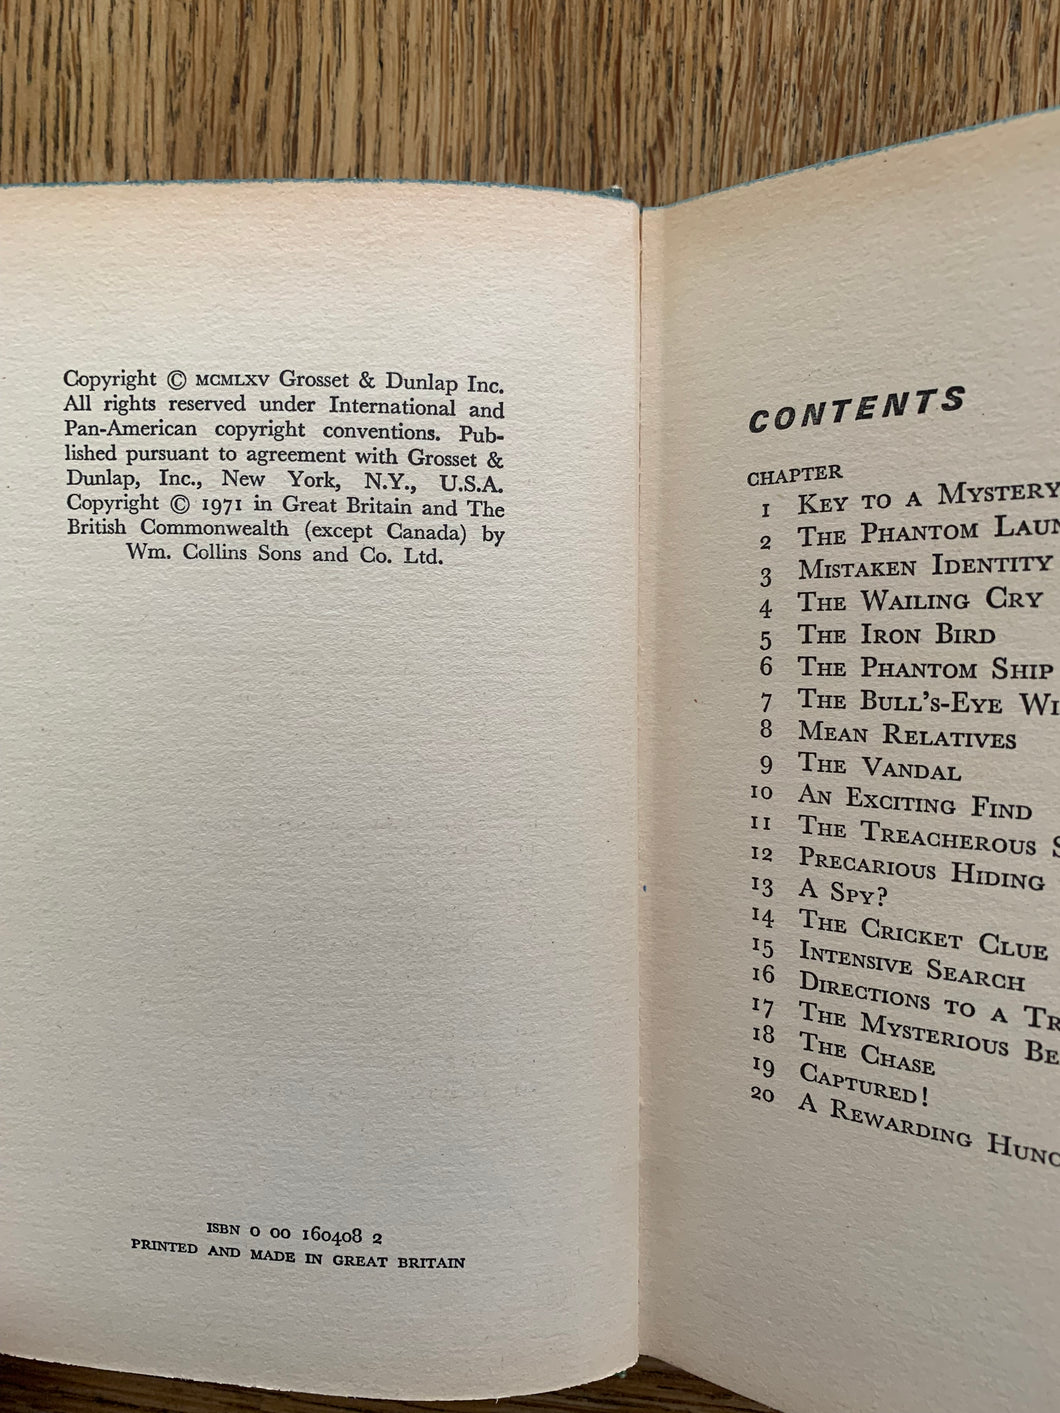 Copyright © MCMLXV Grosset & Dunlap Inc.
All rights reserved under International and
Pan-American copyright conventions. Pub-
lished pursuant to agreement with Grosset &
Dunlap, Inc., New York, N.Y., U.S.A.
Copyright © 1971 in Great Britain and The
British Commonwealth (except Canada) by
Wm. Collins Sons and Co. Ltd.
ISBN 0 00 160408 2
PRINTED AND MADE IN GREAT BRITAIN
CONTENTS
CHAPTER
1 KEY TO A MYSTERY
2 THE PHANTOM
3 MISTAKEN IDENTITY
4 THE WAILING CRY
5 THE IRON BIRD
6 THE PHANTOM SHIP
7 THE BULL'S-EYE
8 MEAN RELATIVES
9 THE VANDAL
10 AN EXCITING FIND
11 THE TREACHEROUS
12 PRECARIOUS HIDING
13 A SPY?
14 THE CRICKET CLUE
15 INTENSIVE SEARCH
16 DIRECTIONS TO A
17 THE MYSTERIOUS
18 THE CHASE
19 CAPTURED!
20 A REWARDING